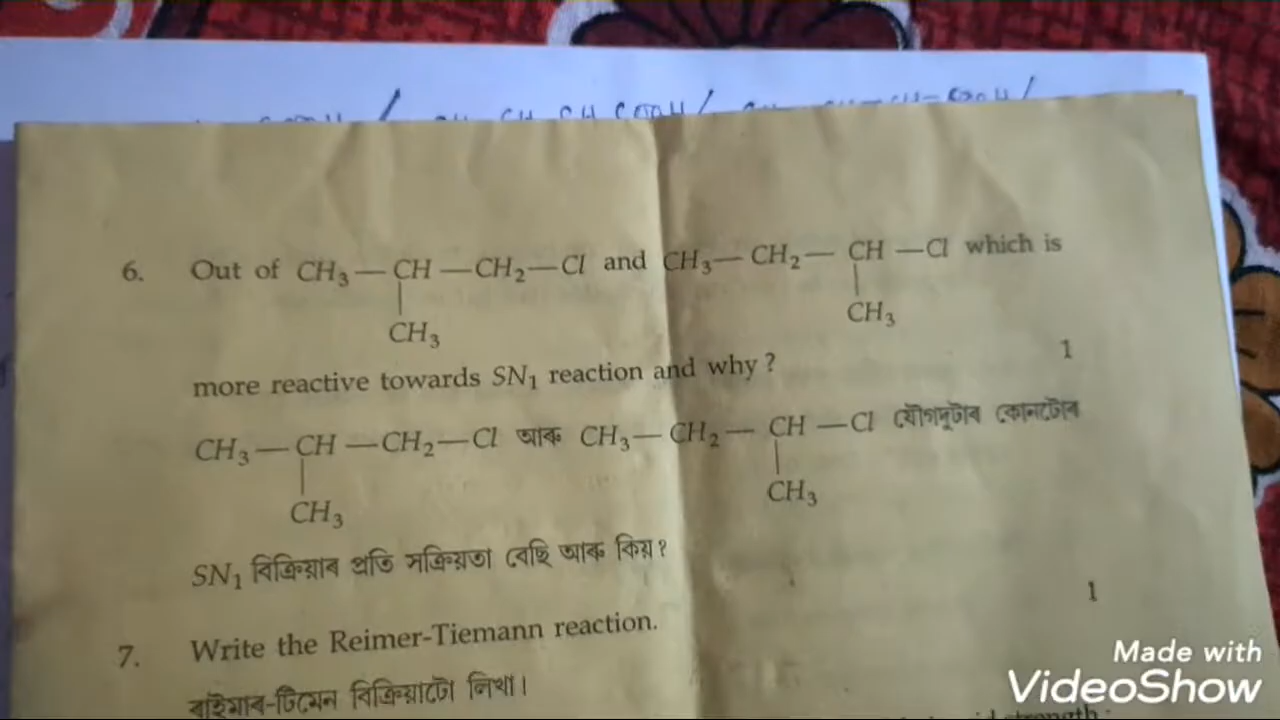 6. Out of CH₃—CH—CH₂—Cl and CH₃—CH₂—CH—Cl which is
CH₃ CH₃
more reactive towards SN₁ reaction and why ? 1
CH₃—CH—CH₂—Cl আৰু CH₃—CH₂—CH—Cl যৌগদুটাৰ কোনটোৰ
CH₃ CH₃
SN₁ বিক্ৰিয়াৰ প্ৰতি সক্ৰিয়তা বেছি আৰু কিয় ?
7. Write the Reimer-Tiemann reaction. 1
ৰাইমাৰ-টিমেন বিক্ৰিয়াটো লিখা।
strength :
Made with
VideoShow